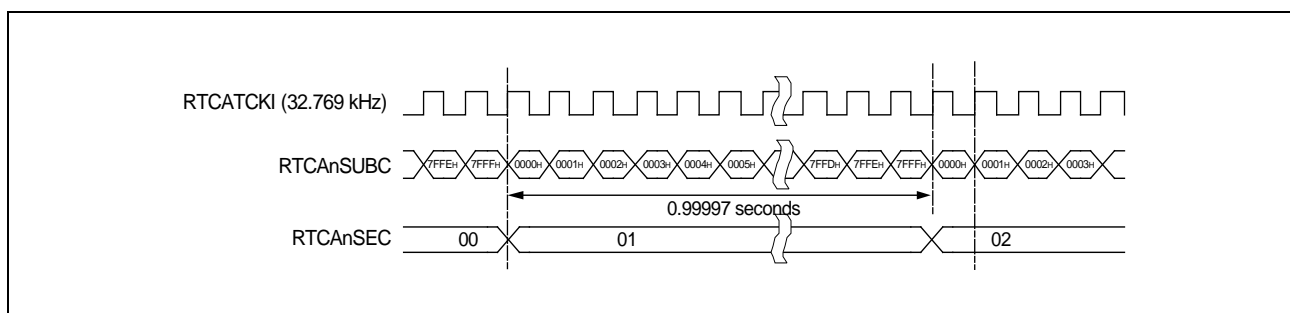 RTCATCKI (32.769 kHz)
RTCAnSUBC 7FFEH 7FFFH 0000H 0001H 0002H 0003H 0004H 0005H 7FFDH 7FFEH 7FFFH 0000H 0001H 0002H 0003H
0.99997 seconds
RTCAnSEC 00 01 02